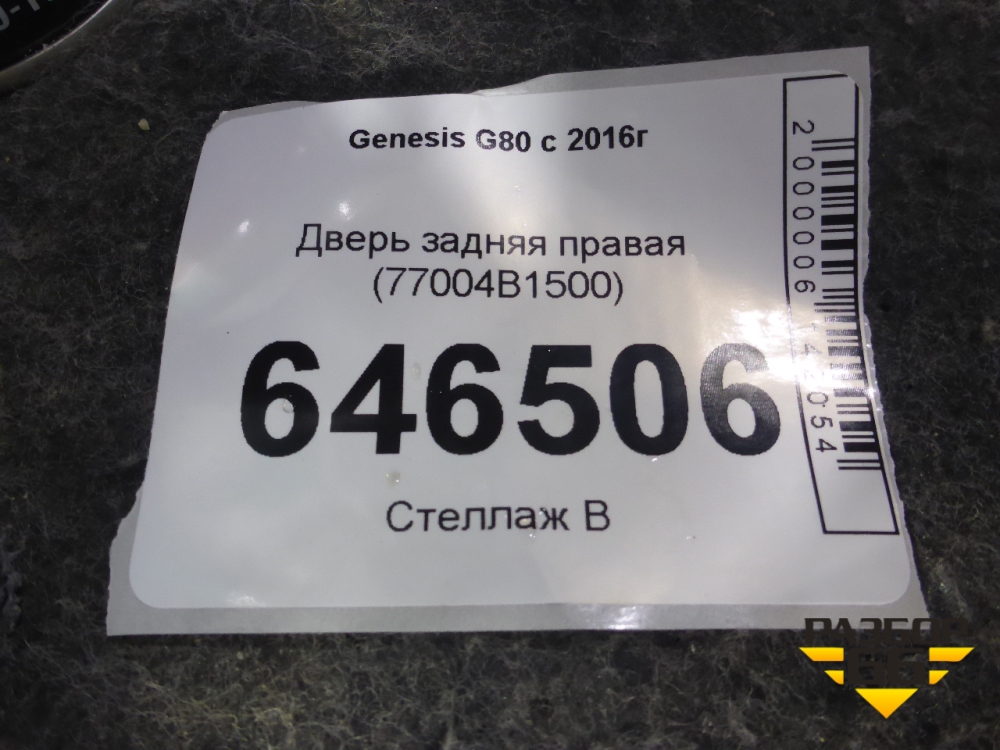 Genesis G80 с 2016г
Дверь задняя правая
(77004B1500)
646506
Стеллаж В